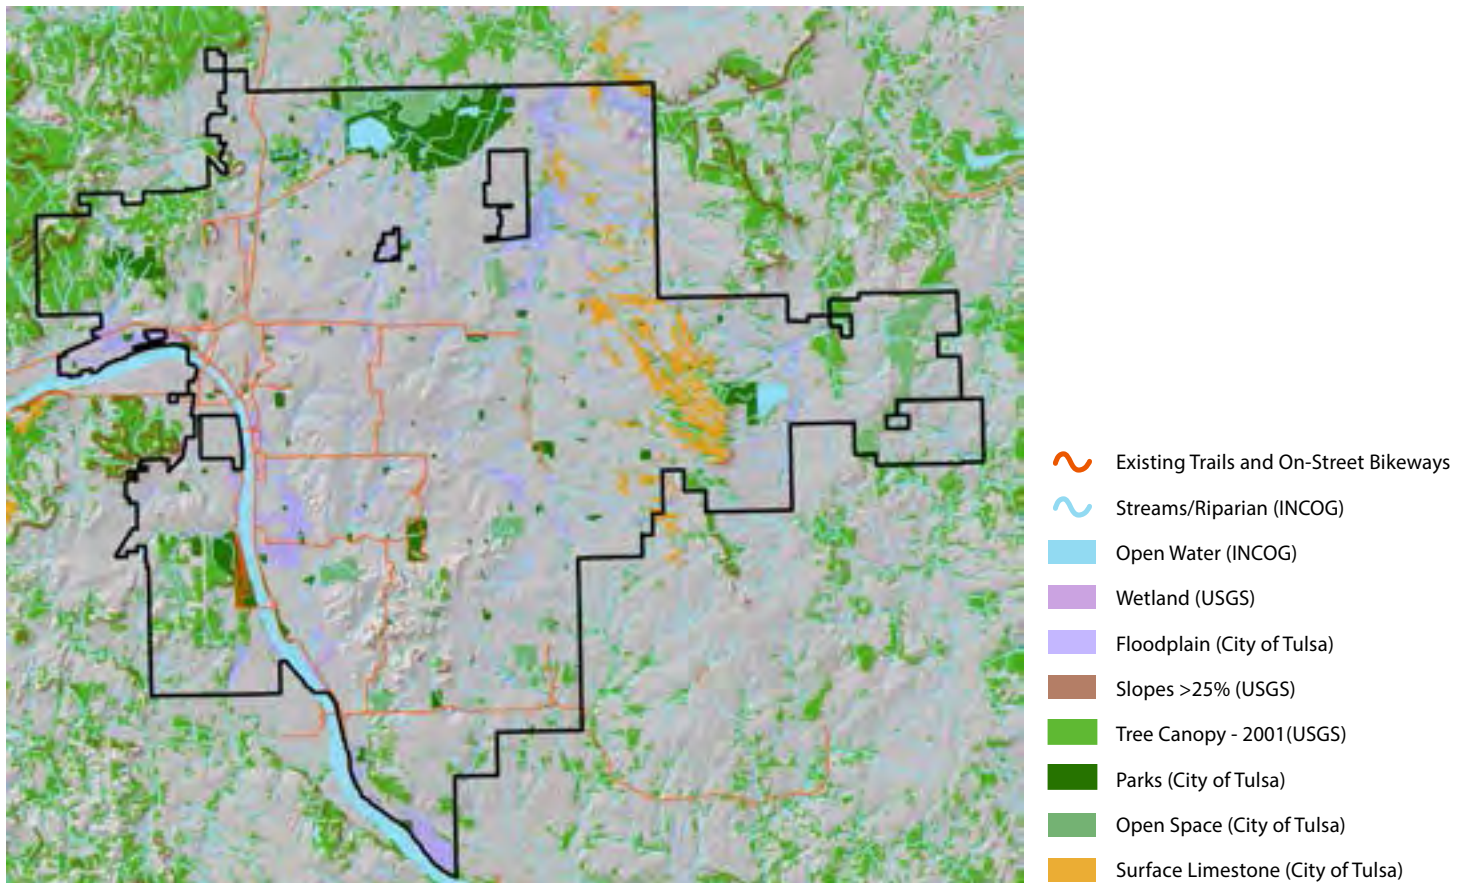 Existing Trails and On-Street Bikeways
Streams/Riparian (INCOG)
Open Water (INCOG)
Wetland (USGS)
Floodplain (City of Tulsa)
Slopes >25% (USGS)
Tree Canopy - 2001(USGS)
Parks (City of Tulsa)
Open Space (City of Tulsa)
Surface Limestone (City of Tulsa)